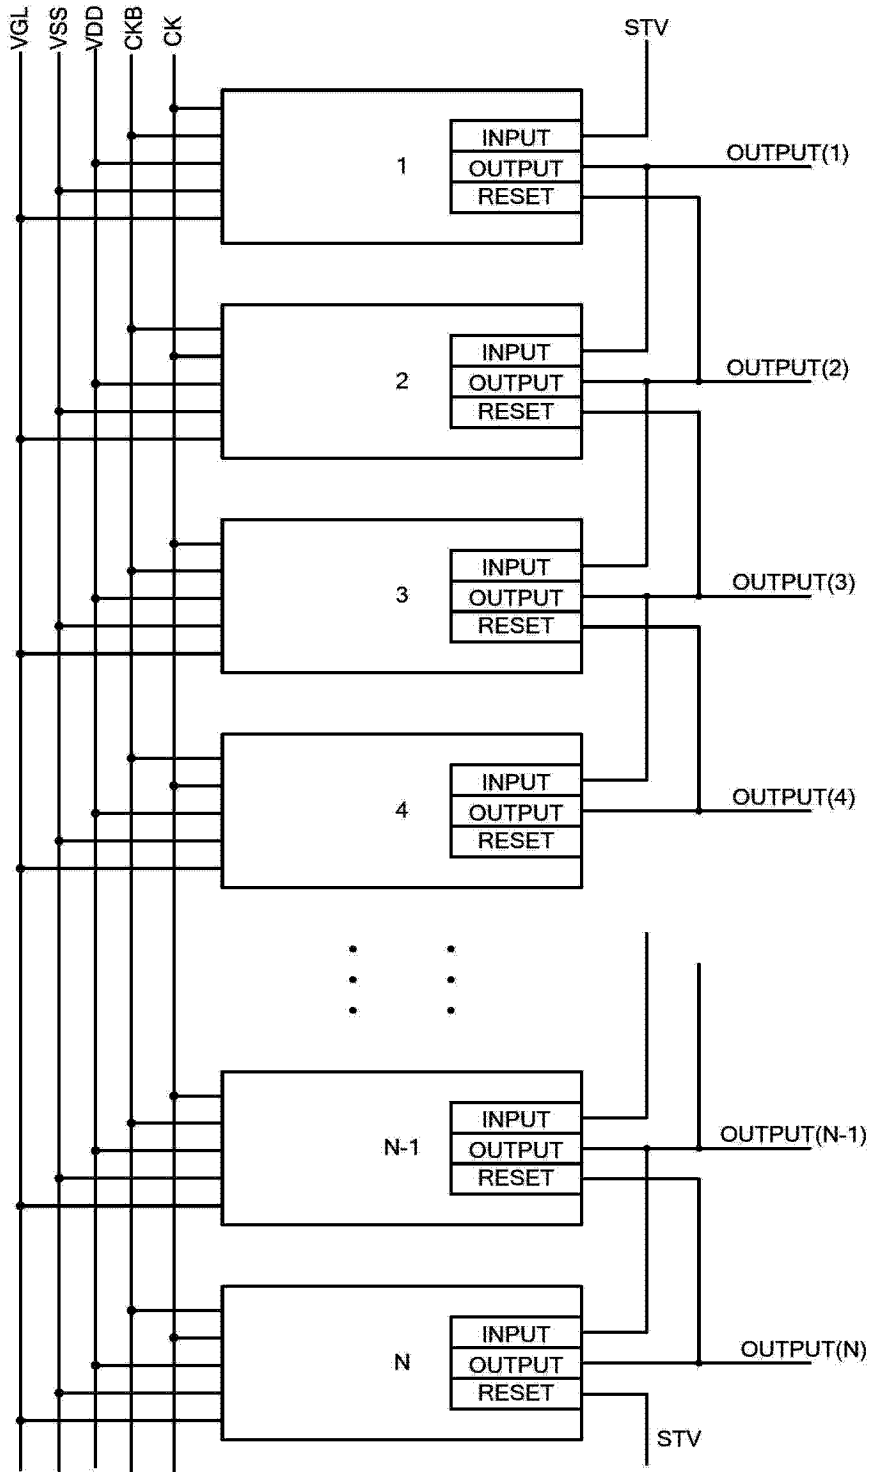 VGL
VSS
VDD
CKB
CK
STV
1
INPUT
OUTPUT
RESET
OUTPUT(1)
2
INPUT
OUTPUT
RESET
OUTPUT(2)
3
INPUT
OUTPUT
RESET
OUTPUT(3)
4
INPUT
OUTPUT
RESET
OUTPUT(4)
N-1
INPUT
OUTPUT
RESET
OUTPUT(N-1)
N
INPUT
OUTPUT
RESET
OUTPUT(N)
STV